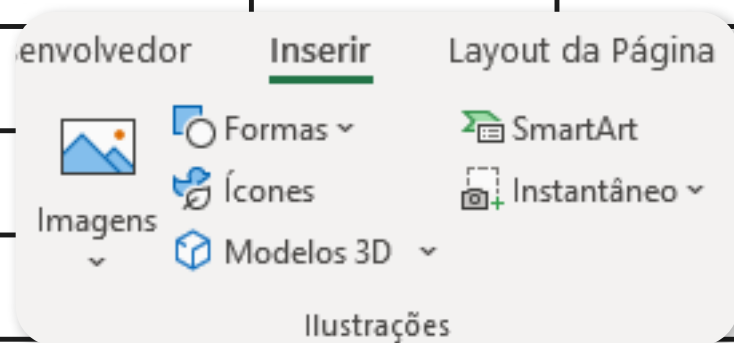 envolvedor Inserir Layout da Página
Formas SmartArt
Ícones Instantâneo
Imagens
Modelos 3D
Ilustrações